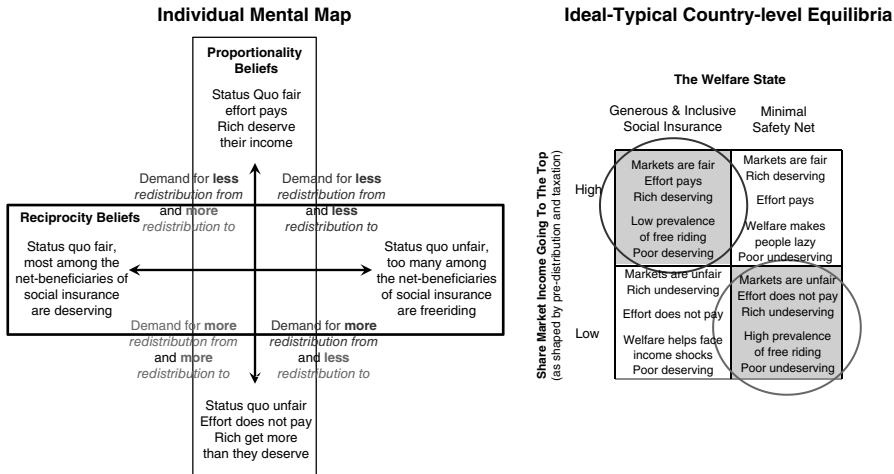 Individual Mental Map
Proportionality
Beliefs
Status Quo fair
effort pays
Rich deserve
their income
Demand for less
redistribution from
and more
redistribution to
Demand for less
redistribution from
and less
redistribution to
Reciprocity Beliefs
Status quo fair,
most among the
net-beneficiaries of
social insurance
are deserving
Status quo unfair,
too many among
the net-beneficiaries
of social insurance
are freeriding
Demand for more
redistribution from
and more
redistribution to
Demand for more
redistribution from
and less
redistribution to
Status quo unfair
Effort does not pay
Rich get more
than they deserve
Ideal-Typical Country-level Equilibria
The Welfare State
Generous & Inclusive
Social Insurance
Minimal
Safety Net
Share Market Income Going To The Top
(as shaped by pre-distribution and taxation)
High
Markets are fair
Effort pays
Rich deserving
Low prevalence
of free riding
Poor deserving
Markets are fair
Rich deserving
Effort pays
Welfare makes
people lazy
Poor undeserving
Low
Markets are unfair
Rich undeserving
Effort does not pay
Welfare helps face
income shocks
Poor deserving
Markets are unfair
Effort does not pay
Rich undeserving
High prevalence
of free riding
Poor undeserving